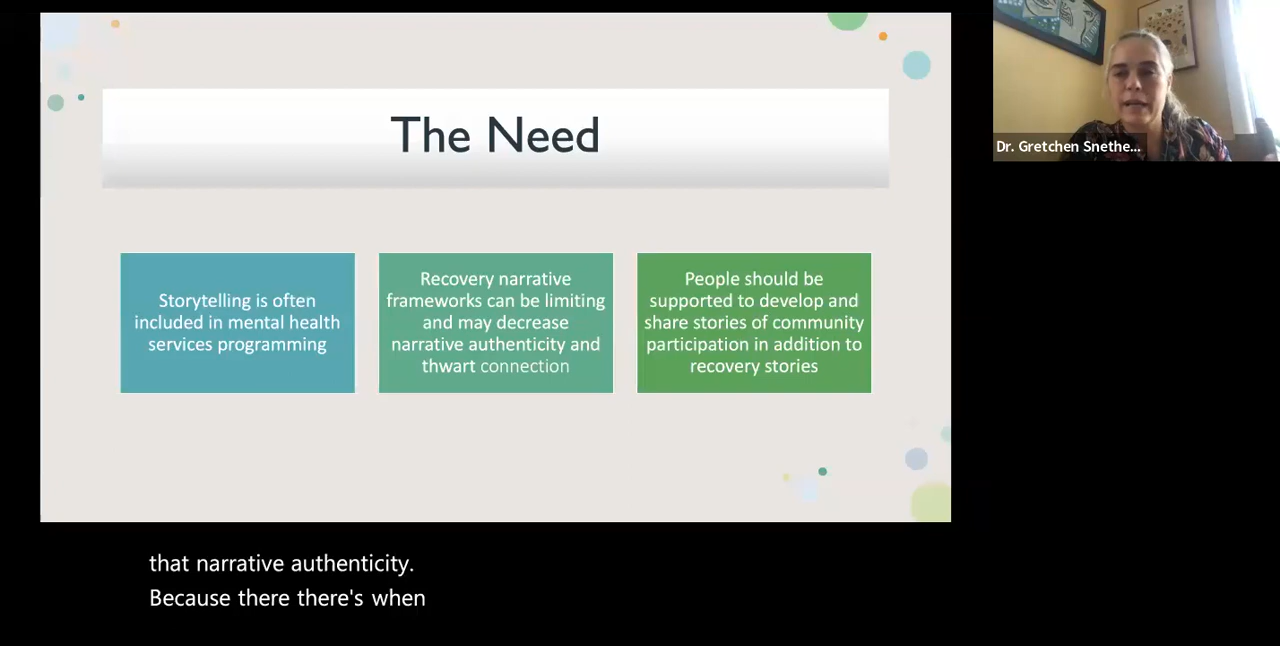 The Need
Storytelling is often
included in mental health
services programming
Recovery narrative
frameworks can be limiting
and may decrease
narrative authenticity and
thwart connection
People should be
supported to develop and
share stories of community
participation in addition to
recovery stories
Dr. Gretchen Snethe...
that narrative authenticity.
Because there there's when